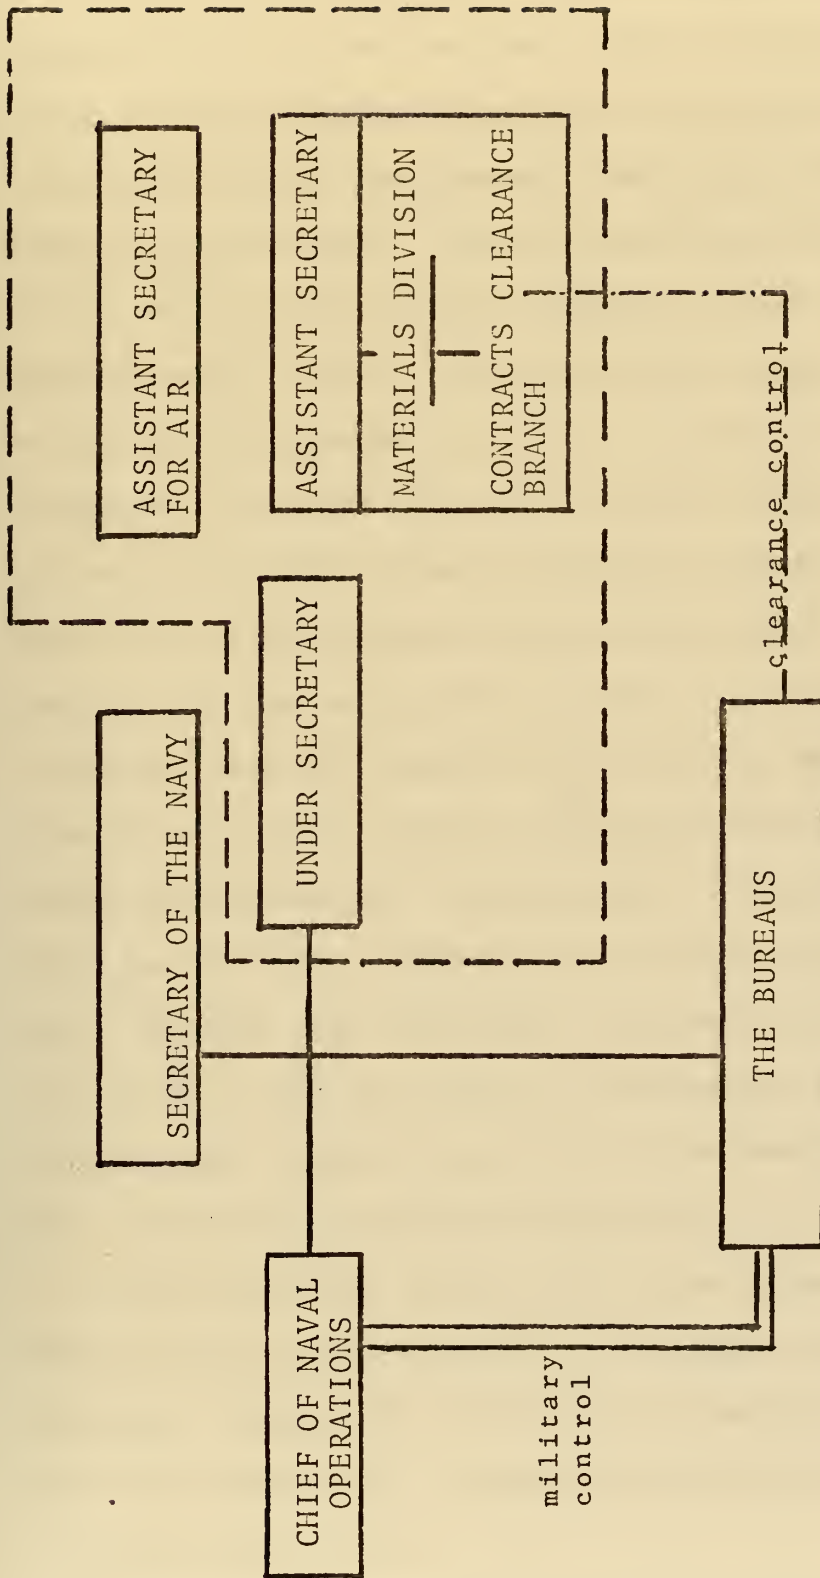 SECRETARY OF THE NAVY
ASSISTANT SECRETARY
FOR AIR
CHIEF OF NAVAL
OPERATIONS
UNDER SECRETARY
ASSISTANT SECRETARY
MATERIALS DIVISION
CONTRACTS CLEARANCE
BRANCH
military
control
THE BUREAUS
clearance control